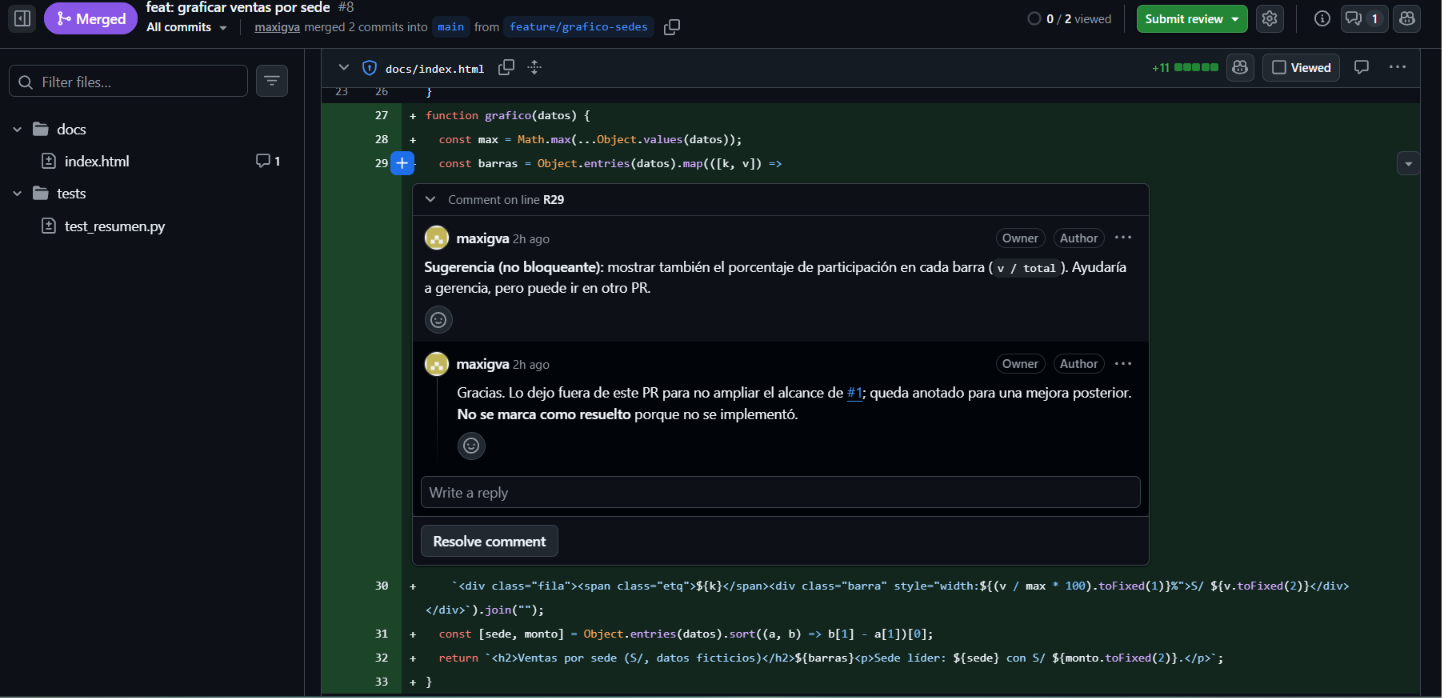 Merged
feat: graficar ventas por sede #8
All commits
maxigva merged 2 commits into main from feature/grafico-sedes
0 / 2 viewed
Submit review
1
Filter files...
docs
index.html 1
tests
test_resumen.py
docs/index.html
+11
Viewed
23 26 }
27 + function grafico(datos) {
28 + const max = Math.max(...Object.values(datos));
29 + const barras = Object.entries(datos).map(([k, v]) =>
Comment on line R29
maxigva 2h ago Owner Author
Sugerencia (no bloqueante): mostrar también el porcentaje de participación en cada barra ( v / total ). Ayudaría
a gerencia, pero puede ir en otro PR.
maxigva 2h ago Owner Author
Gracias. Lo dejo fuera de este PR para no ampliar el alcance de #1; queda anotado para una mejora posterior.
No se marca como resuelto porque no se implementó.
Write a reply
Resolve comment
30 + `<div class="fila"><span class="etq">${k}</span><div class="barra" style="width:${(v / max * 100).toFixed(1)}%">S/ ${v.toFixed(2)}</div>
</div>`).join("");
31 + const [sede, monto] = Object.entries(datos).sort((a, b) => b[1] - a[1])[0];
32 + return `<h2>Ventas por sede (S/, datos ficticios)</h2>${barras}<p>Sede líder: ${sede} con S/ ${monto.toFixed(2)}.</p>`;
33 + }